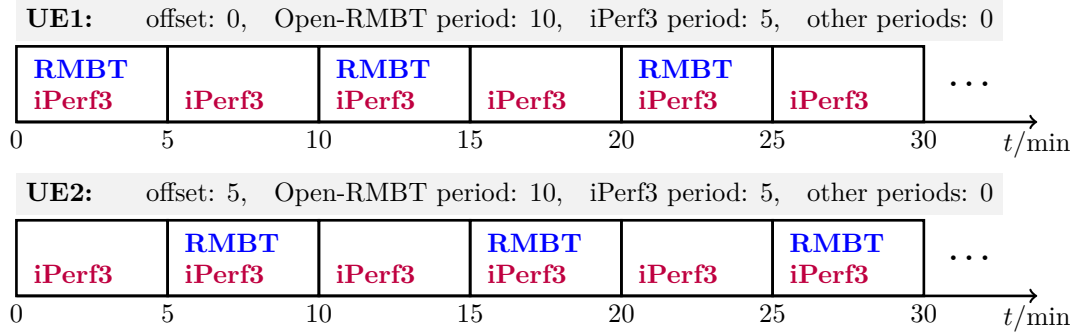 UE1: offset: 0, Open-RMBT period: 10, iPerf3 period: 5, other periods: 0
RMBT RMBT RMBT
iPerf3 iPerf3 iPerf3 iPerf3 iPerf3 iPerf3 ...
0 5 10 15 20 25 30 t/min
UE2: offset: 5, Open-RMBT period: 10, iPerf3 period: 5, other periods: 0
RMBT RMBT RMBT
iPerf3 iPerf3 iPerf3 iPerf3 iPerf3 iPerf3 ...
0 5 10 15 20 25 30 t/min